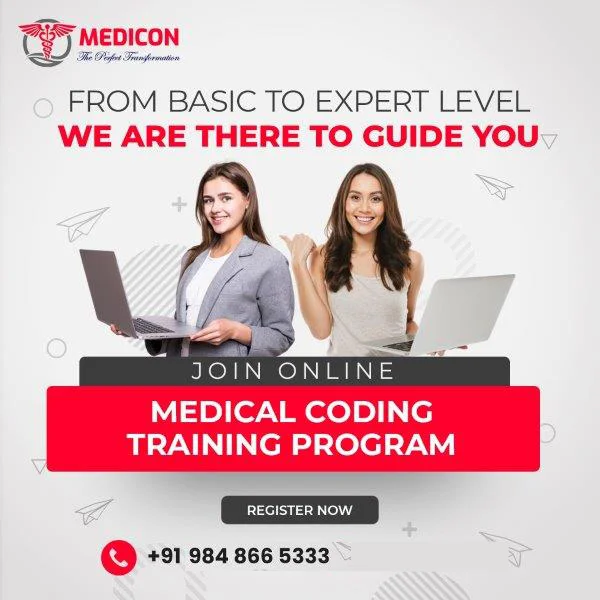 MEDICON
The Perfect Transformation
FROM BASIC TO EXPERT LEVEL
WE ARE THERE TO GUIDE YOU
JOIN ONLINE
MEDICAL CODING
TRAINING PROGRAM
REGISTER NOW
+91 984 866 5333